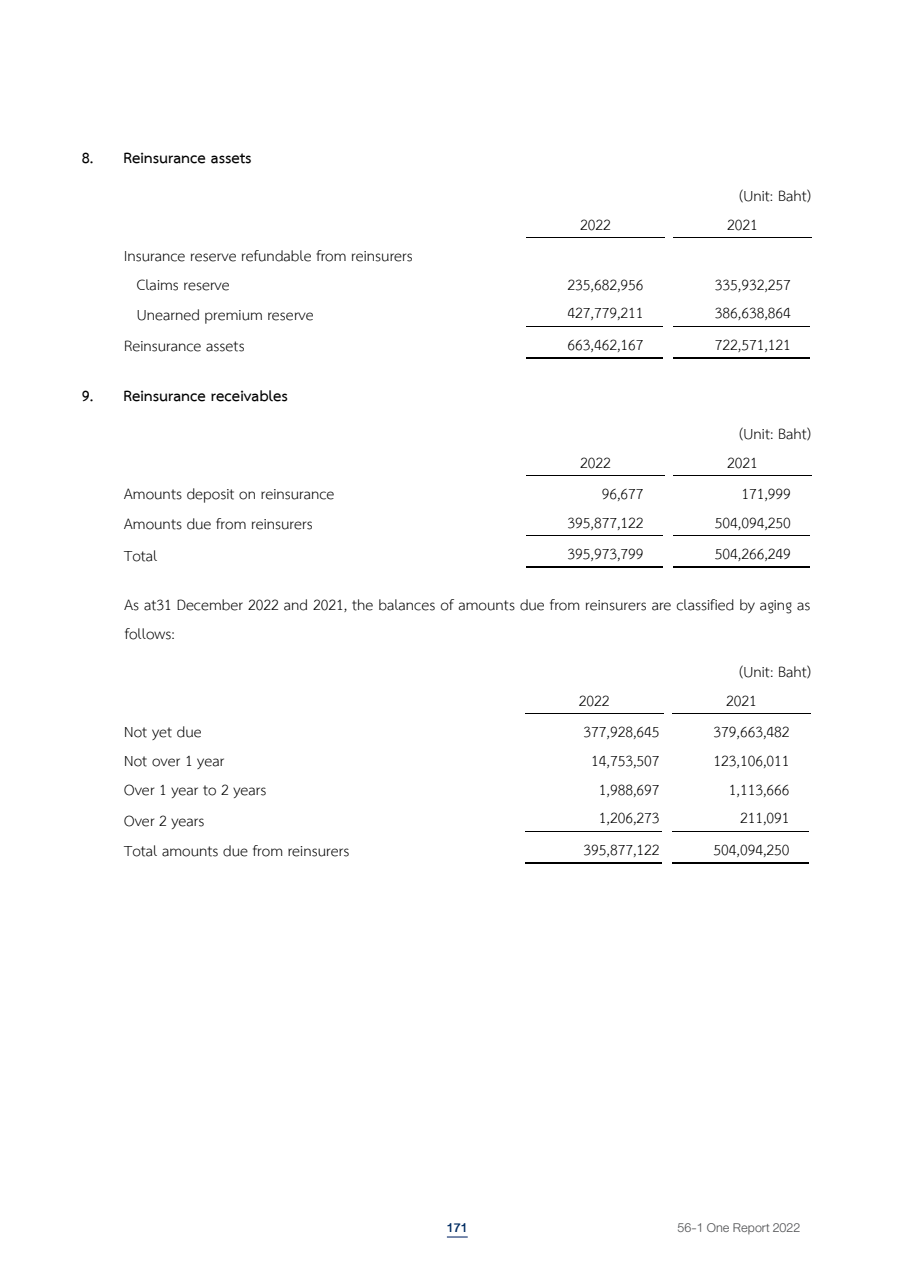 8. Reinsurance assets
(Unit: Baht)
2022 2021
Insurance reserve refundable from reinsurers
Claims reserve 235,682,956 335,932,257
Unearned premium reserve 427,779,211 386,638,864
Reinsurance assets 663,462,167 722,571,121
9. Reinsurance receivables
(Unit: Baht)
2022 2021
Amounts deposit on reinsurance 96,677 171,999
Amounts due from reinsurers 395,877,122 504,094,250
Total 395,973,799 504,266,249
As at31 December 2022 and 2021, the balances of amounts due from reinsurers are classified by aging as
follows:
(Unit: Baht)
2022 2021
Not yet due 377,928,645 379,663,482
Not over 1 year 14,753,507 123,106,011
Over 1 year to 2 years 1,988,697 1,113,666
Over 2 years 1,206,273 211,091
Total amounts due from reinsurers 395,877,122 504,094,250
171 56-1 One Report 2022